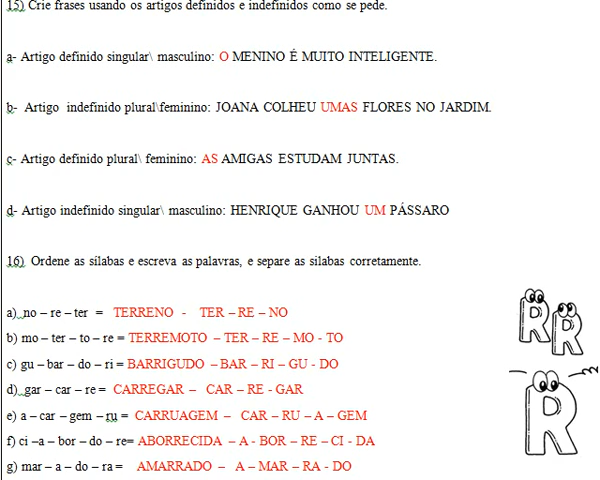 15) Crie frases usando os artigos definidos e indefinidos como se pede.
a- Artigo definido singular\ masculino: O MENINO É MUITO INTELIGENTE.
b- Artigo indefinido plural\feminino: JOANA COLHEU UMAS FLORES NO JARDIM.
c- Artigo definido plural\ feminino: AS AMIGAS ESTUDAM JUNTAS.
d- Artigo indefinido singular\ masculino: HENRIQUE GANHOU UM PÁSSARO
16) Ordene as sílabas e escreva as palavras, e separe as sílabas corretamente.
a) no – re – ter = TERRENO - TER – RE – NO
b) mo – ter – to – re = TERREMOTO – TER – RE – MO - TO
c) gu – bar – do – ri = BARRIGUDO – BAR – RI – GU - DO
d) gar – car – re = CARREGAR – CAR – RE - GAR
e) a – car – gem – ru = CARRUAGEM – CAR – RU – A – GEM
f) ci –a – bor – do – re= ABORRECIDA – A - BOR – RE – CI - DA
g) mar – a – do – ra = AMARRADO – A – MAR – RA - DO
R R
R